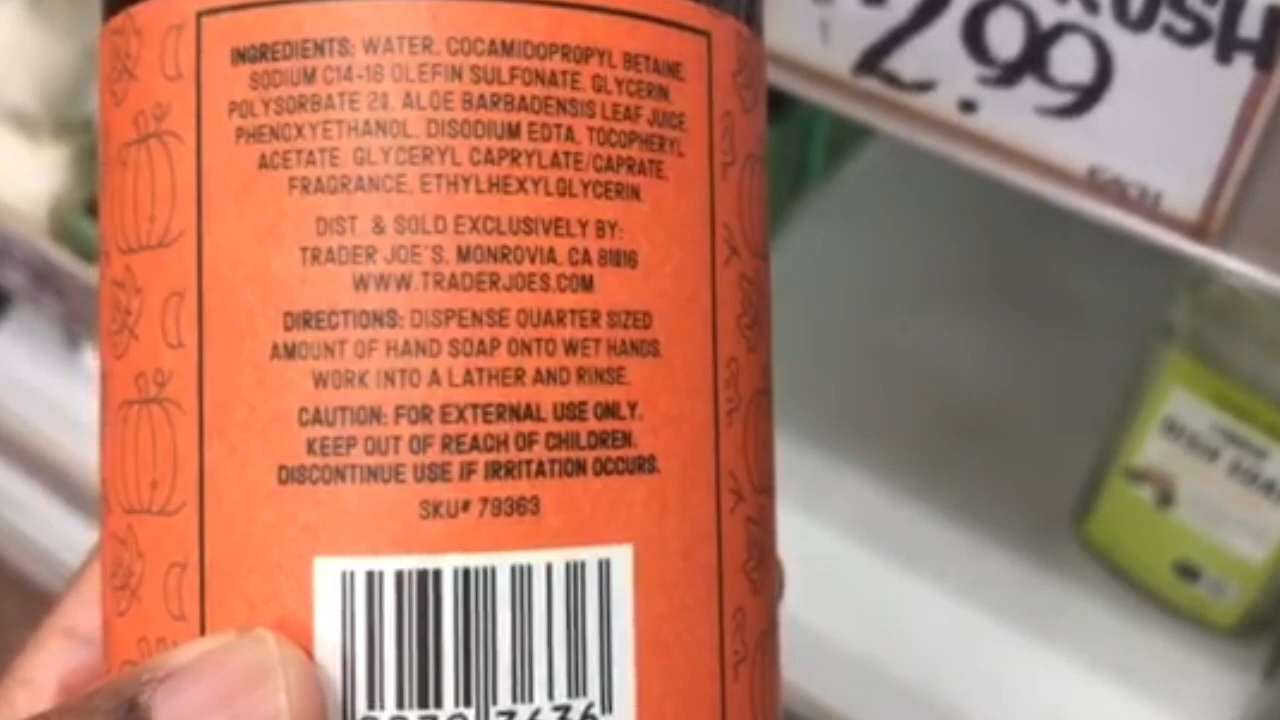 INGREDIENTS: WATER, COCAMIDOPROPYL BETAINE,
SODIUM C14-16 OLEFIN SULFONATE, GLYCERIN,
POLYSORBATE 20, ALOE BARBADENSIS LEAF JUICE,
PHENOXYETHANOL, DISODIUM EDTA, TOCOPHERYL
ACETATE, GLYCERYL CAPRYLATE/CAPRATE,
FRAGRANCE, ETHYLHEXYLGLYCERIN.
DIST. & SOLD EXCLUSIVELY BY:
TRADER JOE'S, MONROVIA, CA 91016
WWW.TRADERJOES.COM
DIRECTIONS: DISPENSE QUARTER SIZED
AMOUNT OF HAND SOAP ONTO WET HANDS.
WORK INTO A LATHER AND RINSE.
CAUTION: FOR EXTERNAL USE ONLY.
KEEP OUT OF REACH OF CHILDREN.
DISCONTINUE USE IF IRRITATION OCCURS.
SKU# 79363
2.99
EACH